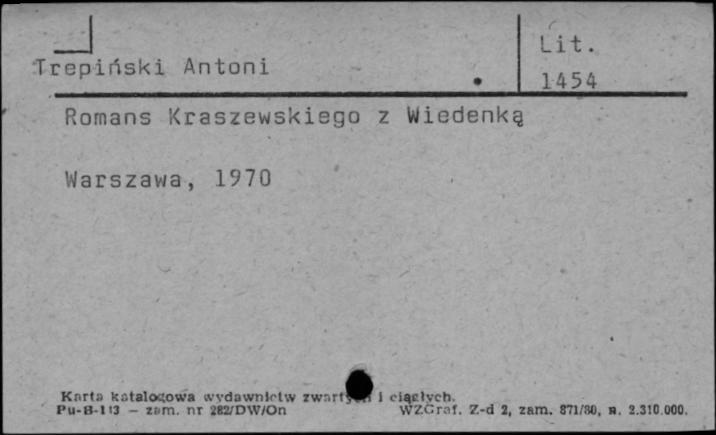 Trepiński Antoni
Lit.
1454
Romans Kraszewskiego z Wiedenką
Warszawa, 1970
Karta katalogowa wydawnictw zwartych i ciągłych.
Pu-B-113 — zam. nr 282/DW/On
WZGraf. Z-d 2, zam. 871/80, n. 2.310.000.